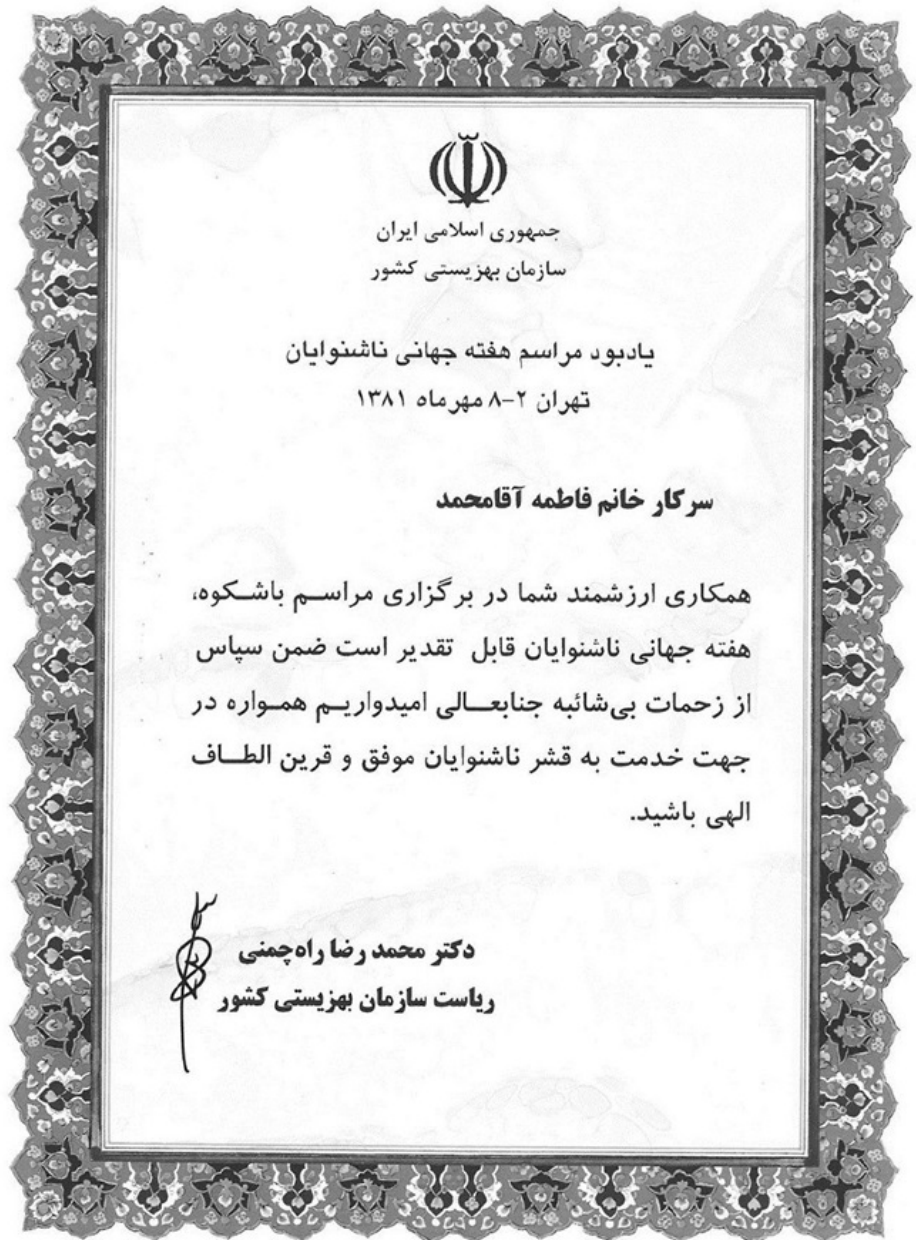 جمهوری اسلامی ایران
سازمان بهزیستی کشور
یادبود مراسم هفته جهانی ناشنوایان
تهران ۲-۸ مهرماه ۱۳۸۱
سرکار خانم فاطمه آقامحمد
همکاری ارزشمند شما در برگزاری مراسم باشکوه،
هفته جهانی ناشنوایان قابل تقدیر است ضمن سپاس
از زحمات بی‌شائبه جنابعالی امیدواریم همواره در
جهت خدمت به قشر ناشنوایان موفق و قرین الطاف
الهی باشید.
دکتر محمد رضا راه‌چمنی
ریاست سازمان بهزیستی کشور